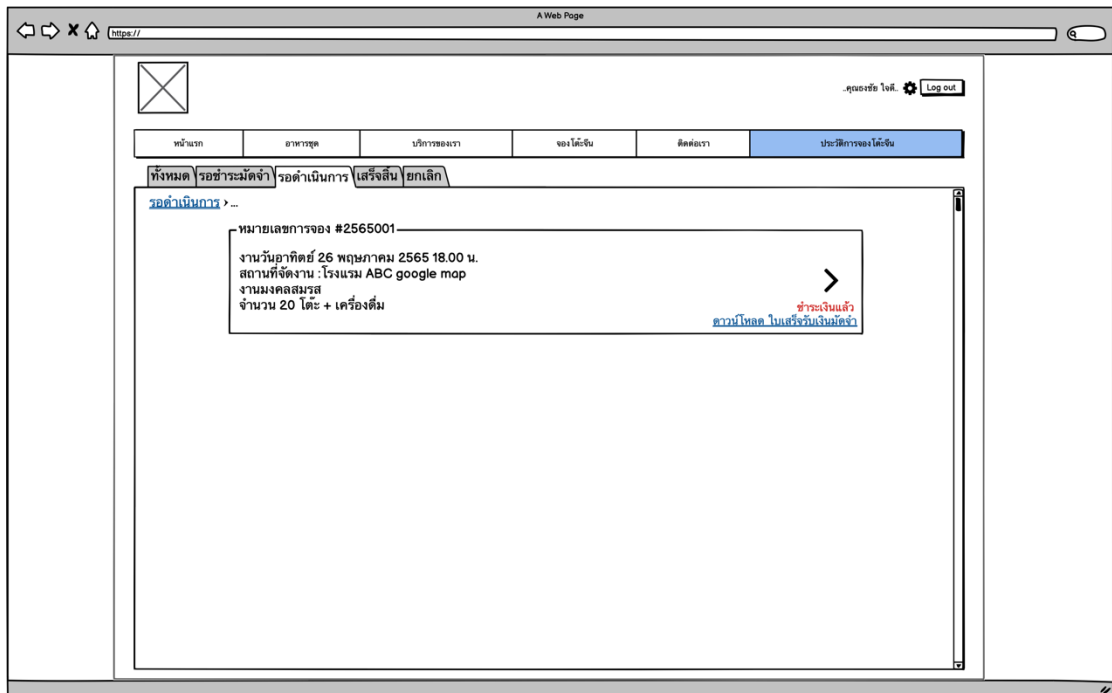 A Web Page
https://
..คุณธงชัย ใจดี.. Log out
หน้าแรก อาหารชุด บริการของเรา จองโต๊ะจีน ติดต่อเรา ประวัติการจองโต๊ะจีน
ทั้งหมด รอชำระมัดจำ รอดำเนินการ เสร็จสิ้น ยกเลิก
รอดำเนินการ > ...
หมายเลขการจอง #2565001
งานวันอาทิตย์ 26 พฤษภาคม 2565 18.00 น.
สถานที่จัดงาน : โรงแรม ABC google map
งานมงคลสมรส
จำนวน 20 โต๊ะ + เครื่องดื่ม
ชำระเงินแล้ว
ดาวน์โหลด ใบเสร็จรับเงินมัดจำ